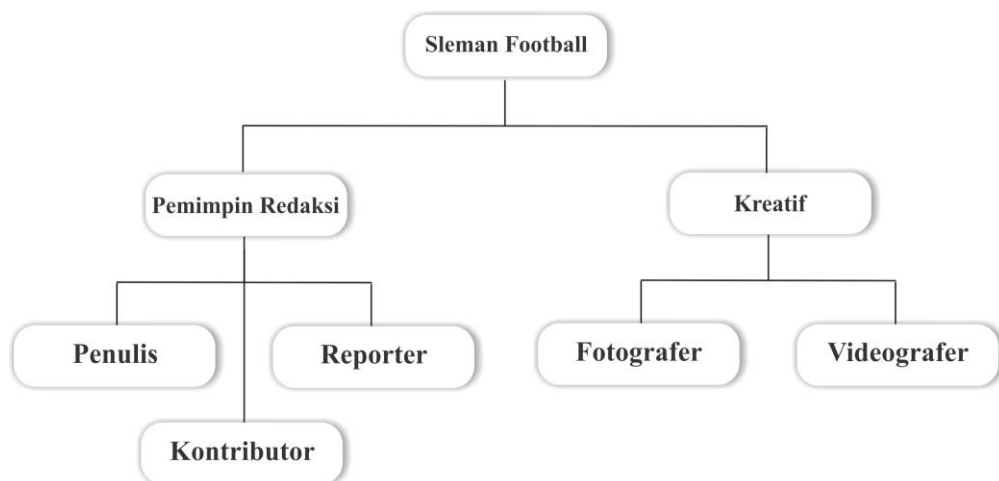 Sleman Football
Pemimpin Redaksi
Kreatif
Penulis
Reporter
Fotografer
Videografer
Kontributor